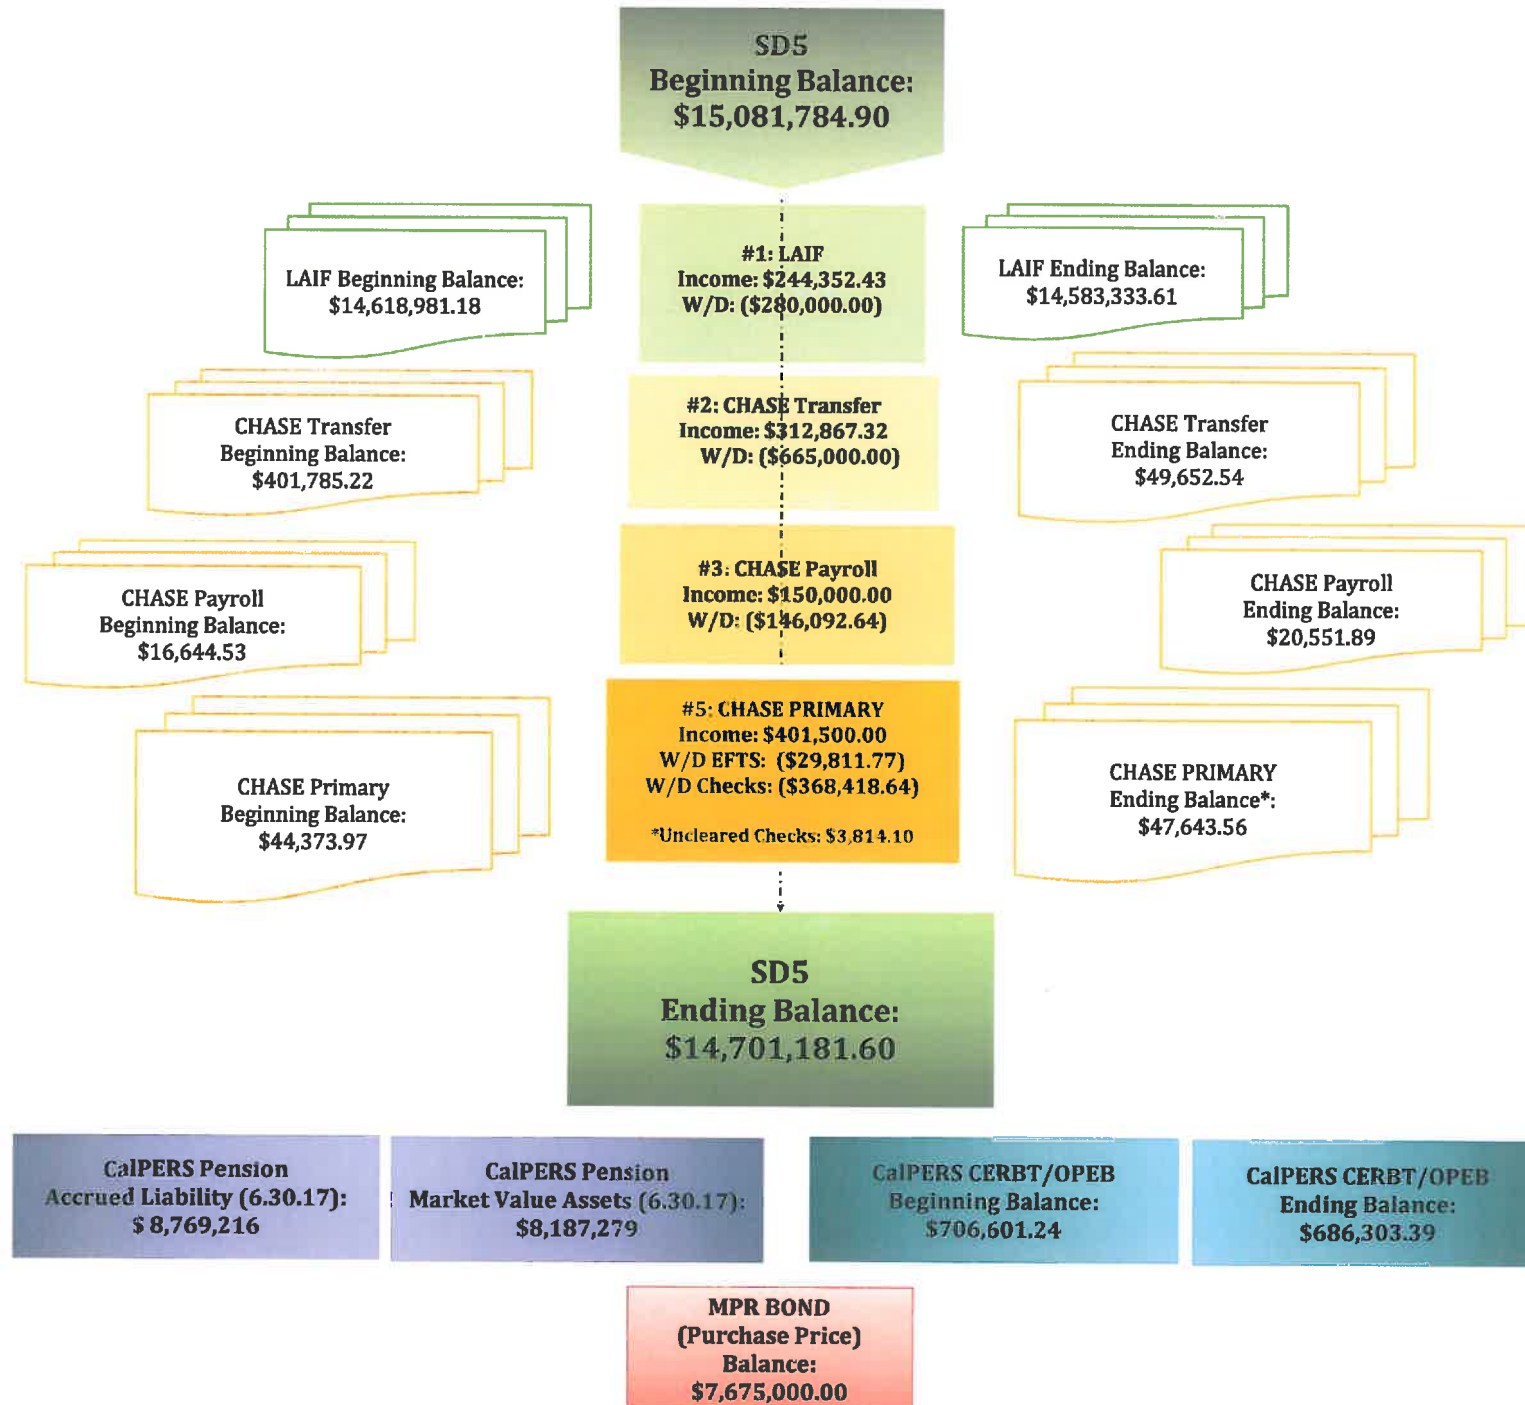 SD5
Beginning Balance:
$15,081,784.90
LAIF Beginning Balance:
$14,618,981.18
#1: LAIF
Income: $244,352.43
W/D: ($280,000.00)
LAIF Ending Balance:
$14,583,333.61
CHASE Transfer
Beginning Balance:
$401,785.22
#2: CHASE Transfer
Income: $312,867.32
W/D: ($665,000.00)
CHASE Transfer
Ending Balance:
$49,652.54
CHASE Payroll
Beginning Balance:
$16,644.53
#3: CHASE Payroll
Income: $150,000.00
W/D: ($146,092.64)
CHASE Payroll
Ending Balance:
$20,551.89
CHASE Primary
Beginning Balance:
$44,373.97
#5: CHASE PRIMARY
Income: $401,500.00
W/D EFTS: ($29,811.77)
W/D Checks: ($368,418.64)
*Uncleared Checks: $3,814.10
CHASE PRIMARY
Ending Balance*:
$47,643.56
SD5
Ending Balance:
$14,701,181.60
CalPERS Pension
Accrued Liability (6.30.17):
$ 8,769,216
CalPERS Pension
Market Value Assets (6.30.17):
$8,187,279
CalPERS CERBT/OPEB
Beginning Balance:
$706,601.24
CalPERS CERBT/OPEB
Ending Balance:
$686,303.39
MPR BOND
(Purchase Price)
Balance:
$7,675,000.00